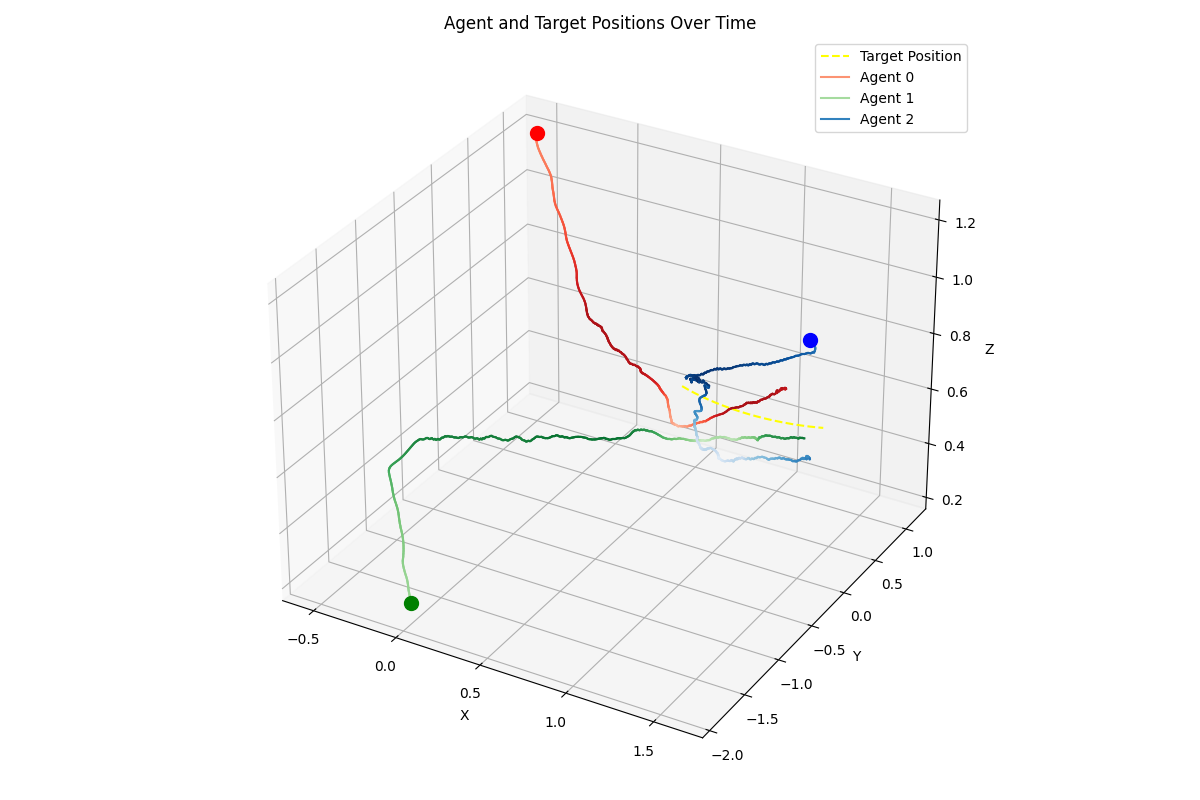 Agent and Target Positions Over Time
Target Position
Agent 0
Agent 1
Agent 2
1.2
1.0
0.8
Z
0.6
0.4
0.2
1.0
0.5
0.0
−0.5
Y
−1.0
−1.5
−2.0
−0.5
0.0
0.5
X
1.0
1.5